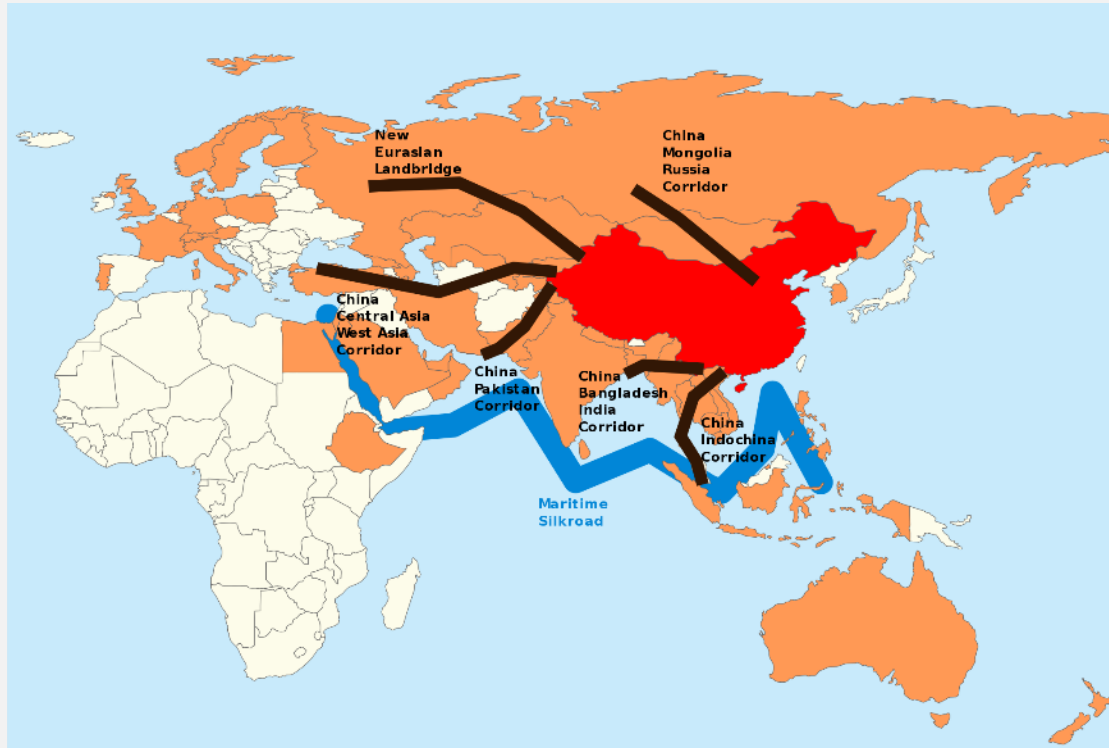 New
Eurasian
Landbridge
China
Mongolia
Russia
Corridor
China
Central Asia
West Asia
Corridor
China
Pakistan
Corridor
China
Bangladesh
India
Corridor
China
Indochina
Corridor
Maritime
Silkroad